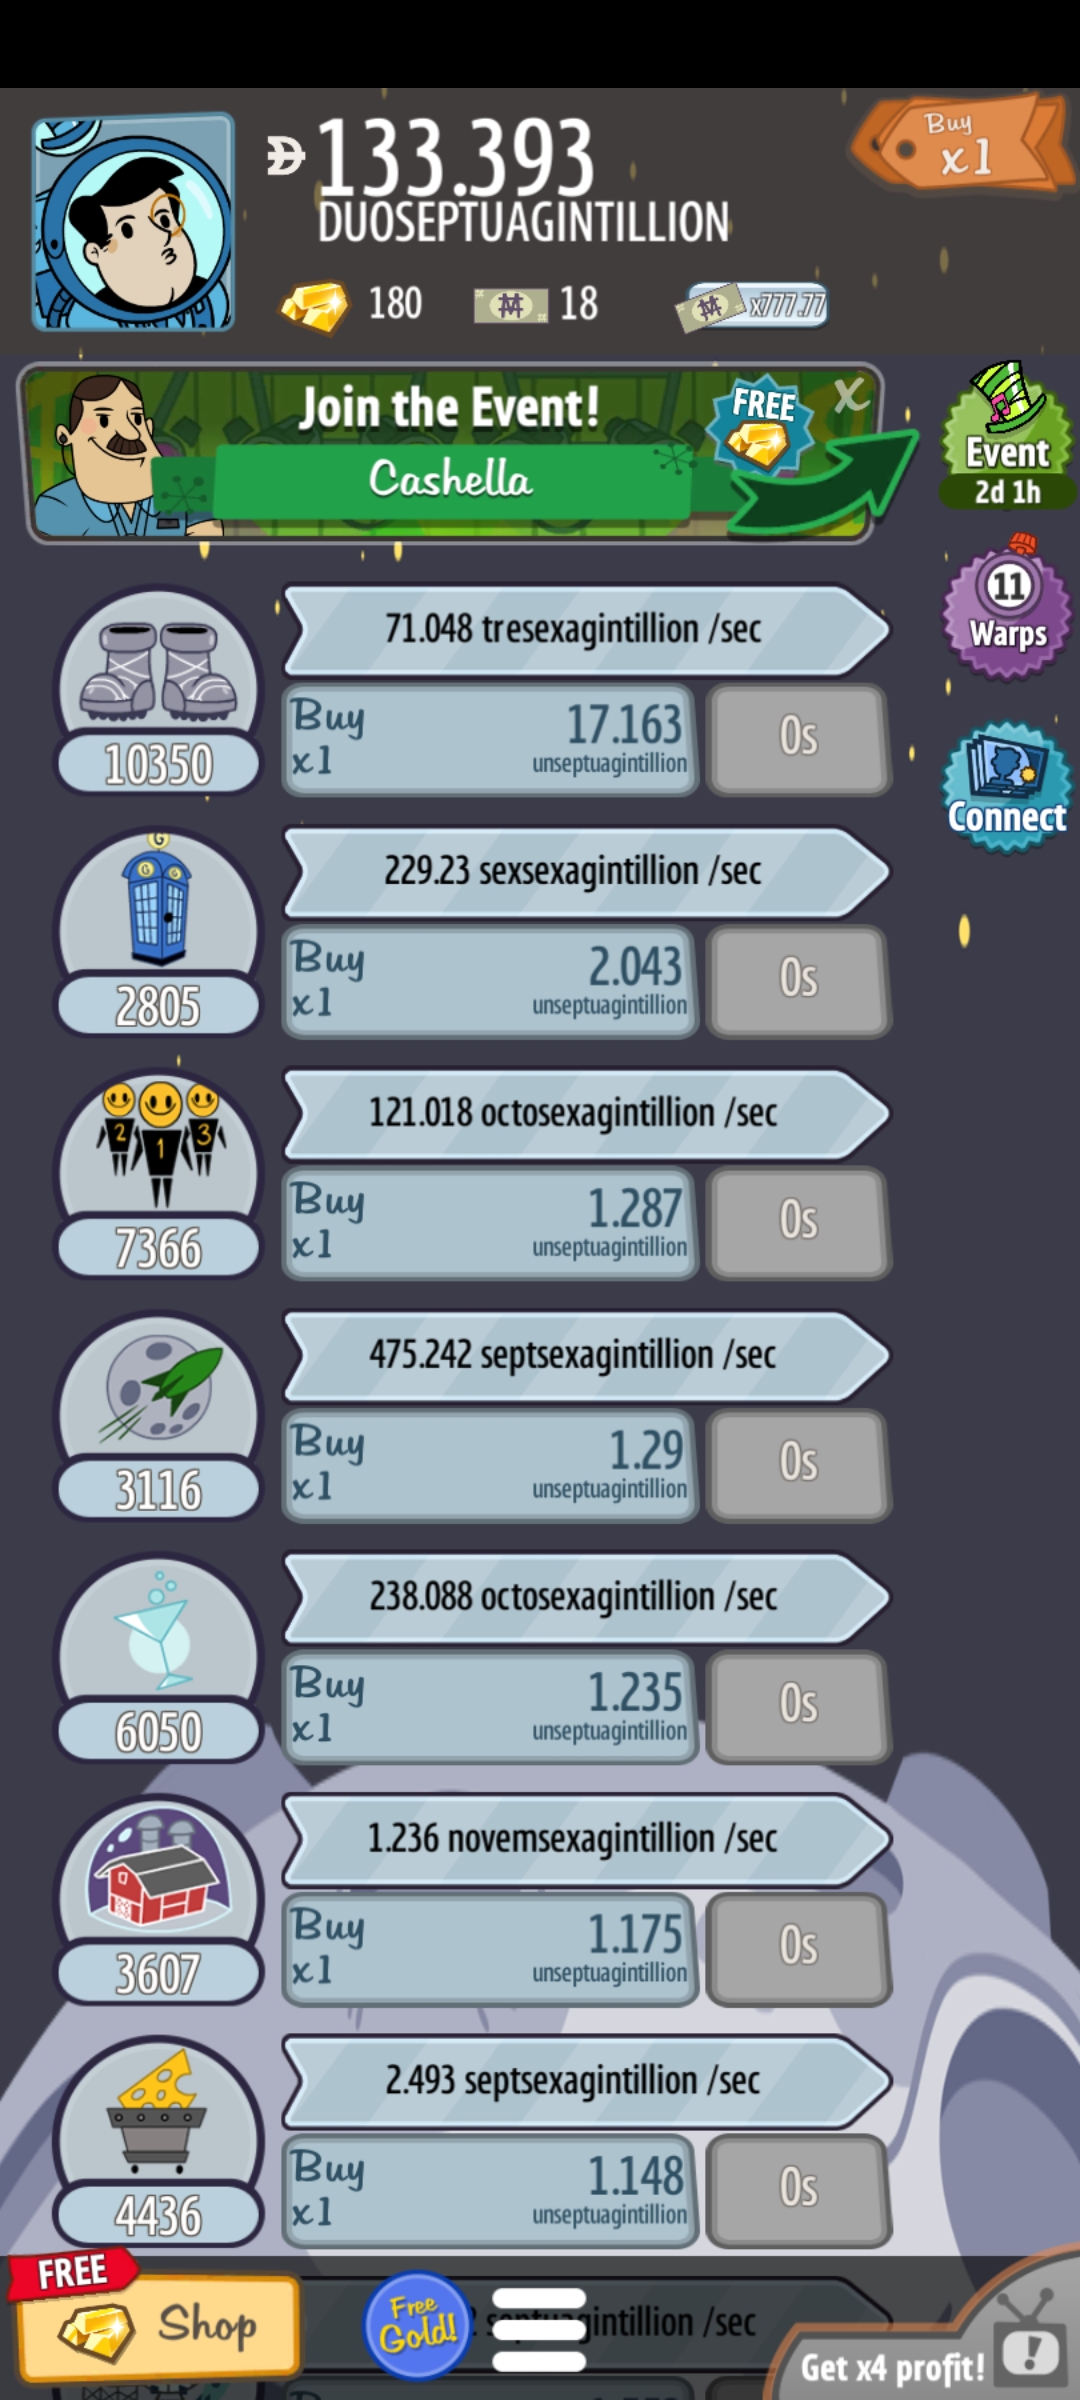 133.393
DUOSEPTUAGINTILLION
Buy
x1
180
18
x777.77
Join the Event!
Cashella
FREE
X
Event
2d 1h
11
Warps
Connect
71.048 tresexagintillion /sec
10350
Buy
x1
17.163
unseptuagintillion
0s
G
G G
229.23 sexsexagintillion /sec
2805
Buy
x1
2.043
unseptuagintillion
0s
2 1 3
121.018 octosexagintillion /sec
7366
Buy
x1
1.287
unseptuagintillion
0s
475.242 septsexagintillion /sec
3116
Buy
x1
1.29
unseptuagintillion
0s
238.088 octosexagintillion /sec
6050
Buy
x1
1.235
unseptuagintillion
0s
1.236 novemsexagintillion /sec
3607
Buy
x1
1.175
unseptuagintillion
0s
2.493 septsexagintillion /sec
4436
Buy
x1
1.148
unseptuagintillion
0s
FREE
Shop
Free
Gold!
2 septuagintillion /sec
Get x4 profit!
!